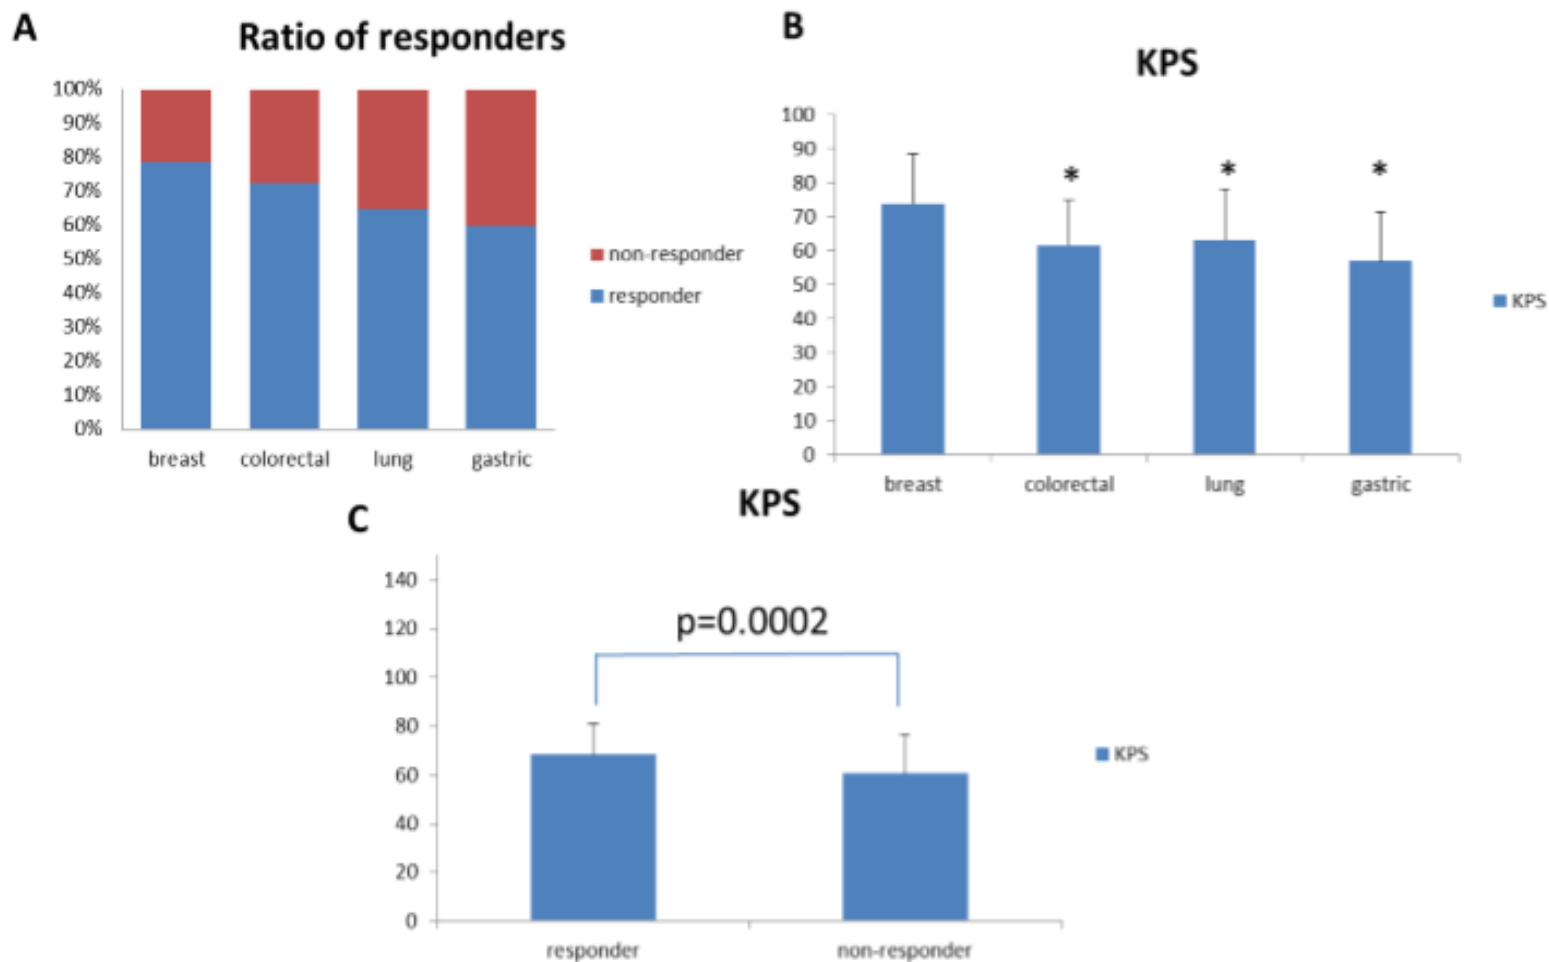 A
Ratio of responders
100%
90%
80%
70%
60%
50%
40%
30%
20%
10%
0%
breast colorectal lung gastric
non-responder
responder
B
KPS
100
90
80
70
60
50
40
30
20
10
0
* * *
breast colorectal lung gastric
KPS
C
KPS
140
120
100
80
60
40
20
0
p=0.0002
responder non-responder
KPS